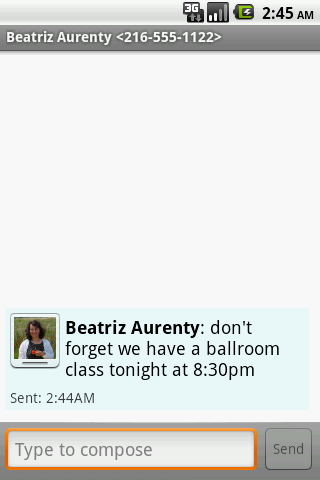 3G 2:45 AM
Beatriz Aurenty <216-555-1122>
Beatriz Aurenty: don't
forget we have a ballroom
class tonight at 8:30pm
Sent: 2:44AM
Type to compose
Send